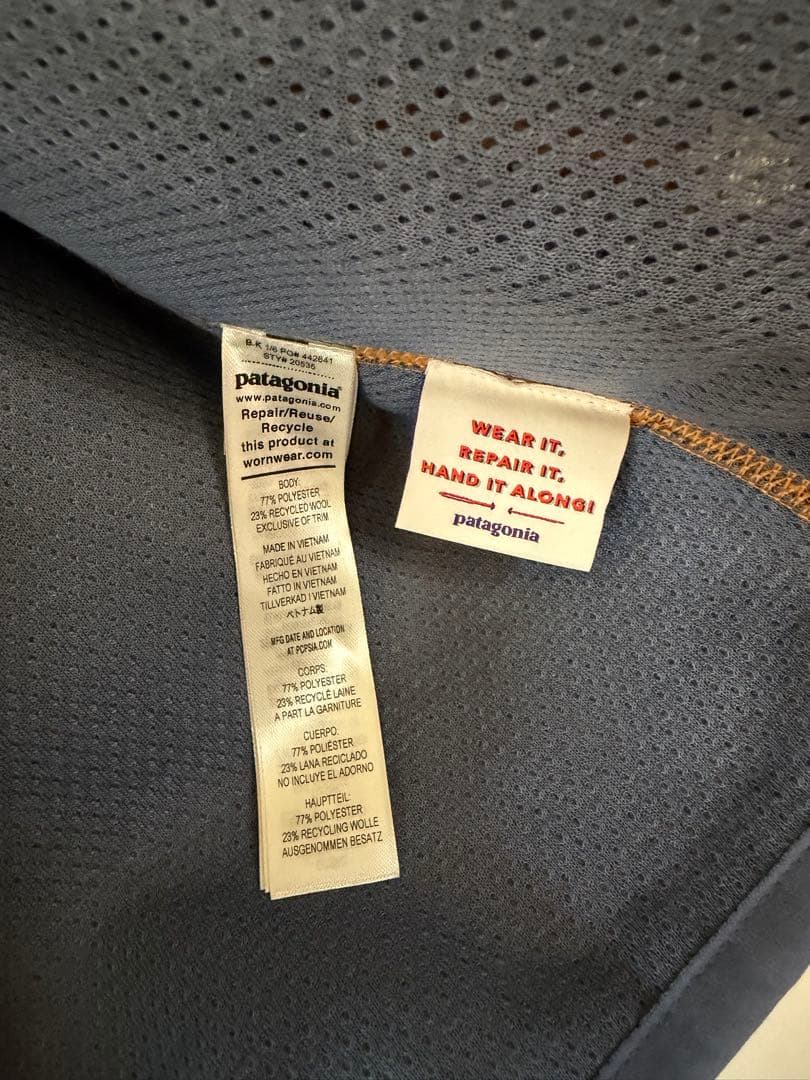 B-K 1/6 PO# 442641
STY# 20535
patagonia®
www.patagonia.com
Repair/Reuse/
Recycle
this product at
wornwear.com
BODY:
77% POLYESTER
23% RECYCLED WOOL
EXCLUSIVE OF TRIM
MADE IN VIETNAM
FABRIQUÉ AU VIETNAM
HECHO EN VIETNAM
FATTO IN VIETNAM
TILLVERKAD I VIETNAM
ベトナム製
MFG DATE AND LOCATION
AT PCPSIA.COM
CORPS:
77% POLYESTER
23% RECYCLÉ LAINE
A PART LA GARNITURE
CUERPO:
77% POLIÉSTER
23% LANA RECICLADO
NO INCLUYE EL ADORNO
HAUPTTEIL:
77% POLYESTER
23% RECYCLING WOLLE
AUSGENOMMEN BESATZ
WEAR IT.
REPAIR IT.
HAND IT ALONG!
patagonia